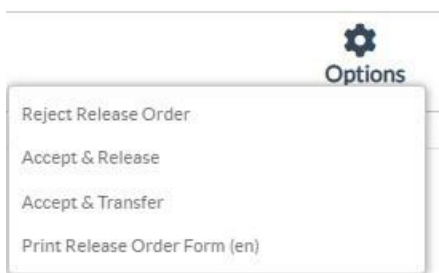 Options
Reject Release Order
Accept & Release
Accept & Transfer
Print Release Order Form (en)